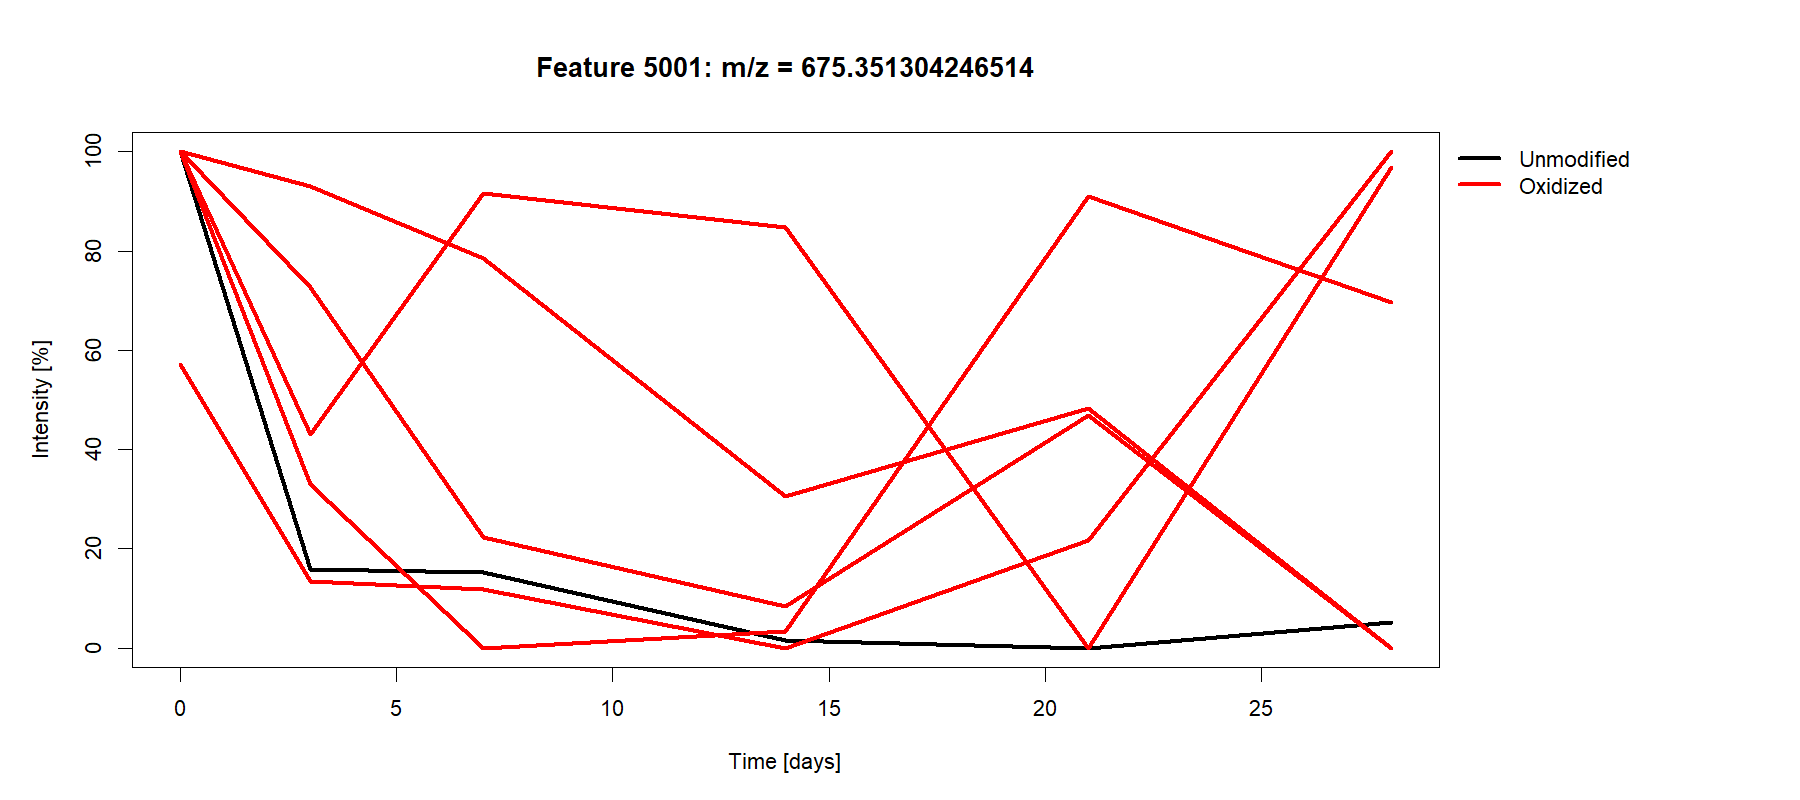 Feature 5001: m/z = 675.351304246514
Unmodified
Oxidized
Intensity [%]
100
80
60
40
20
0
0 5 10 15 20 25
Time [days]